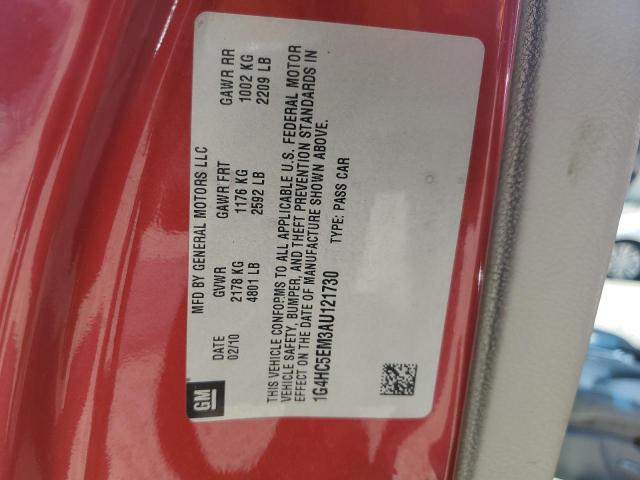 GM
MFD BY GENERAL MOTORS LLC
DATE GVWR GAWR FRT GAWR RR
02/10 2178 KG 1176 KG 1002 KG
4801 LB 2592 LB 2209 LB
THIS VEHICLE CONFORMS TO ALL APPLICABLE U.S. FEDERAL MOTOR
VEHICLE SAFETY, BUMPER, AND THEFT PREVENTION STANDARDS IN
EFFECT ON THE DATE OF MANUFACTURE SHOWN ABOVE.
1G4HC5EM3AU121730 TYPE: PASS CAR